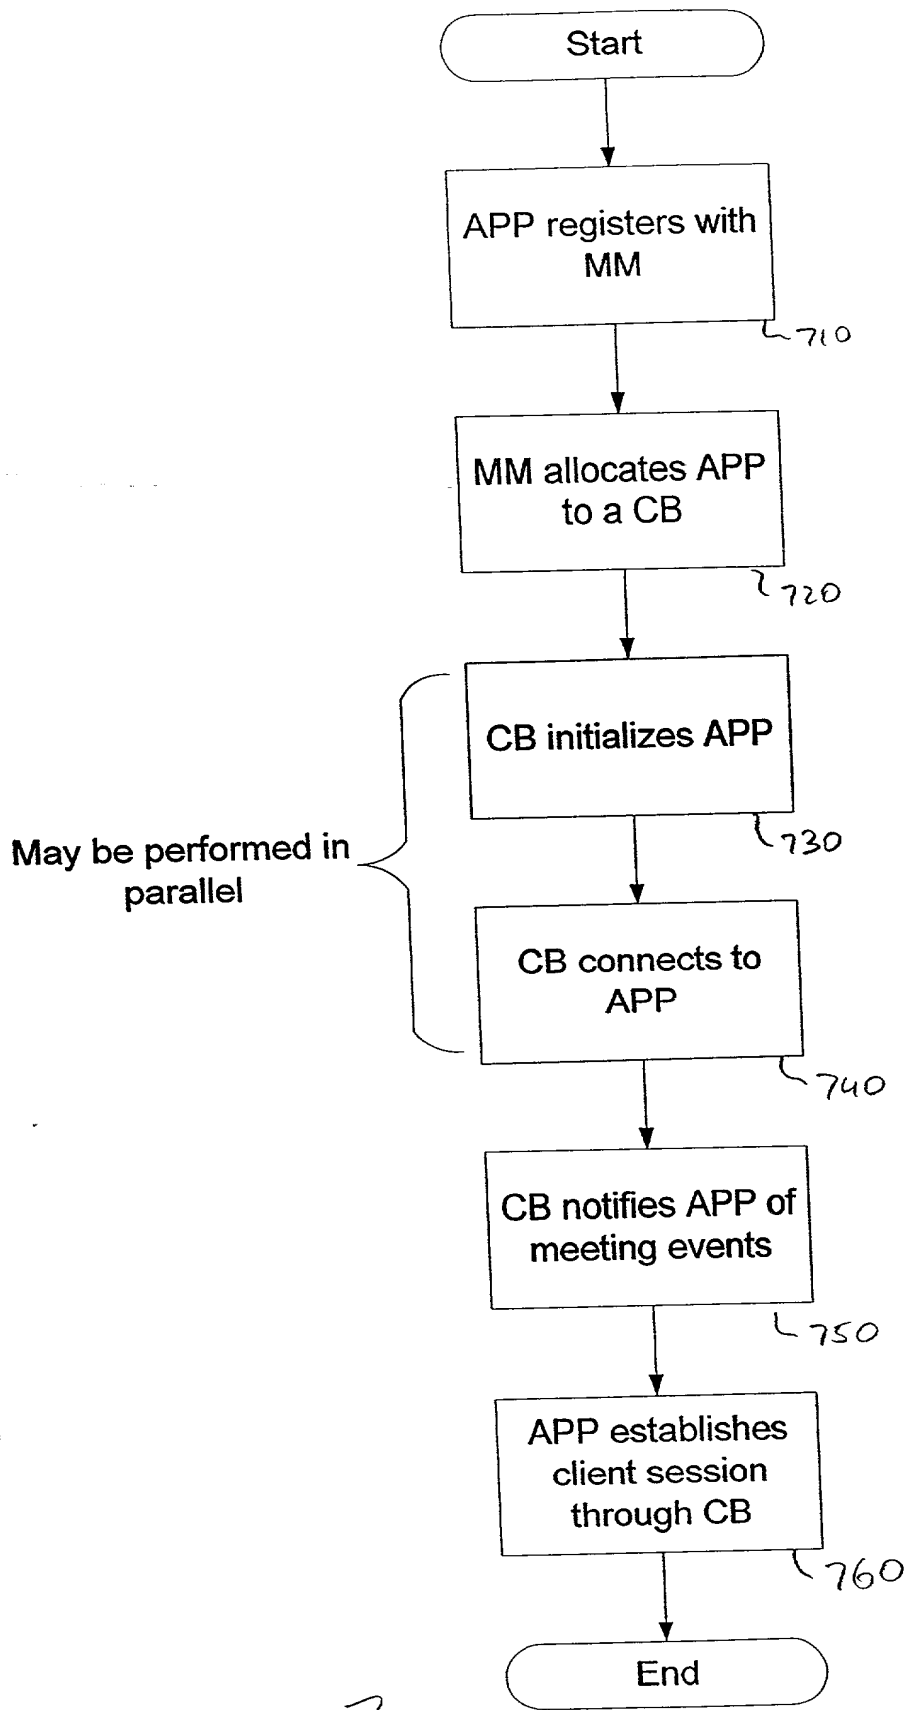 Start
APP registers with
MM
710
MM allocates APP
to a CB
720
CB initializes APP
730
May be performed in
parallel
CB connects to
APP
740
CB notifies APP of
meeting events
750
APP establishes
client session
through CB
760
End